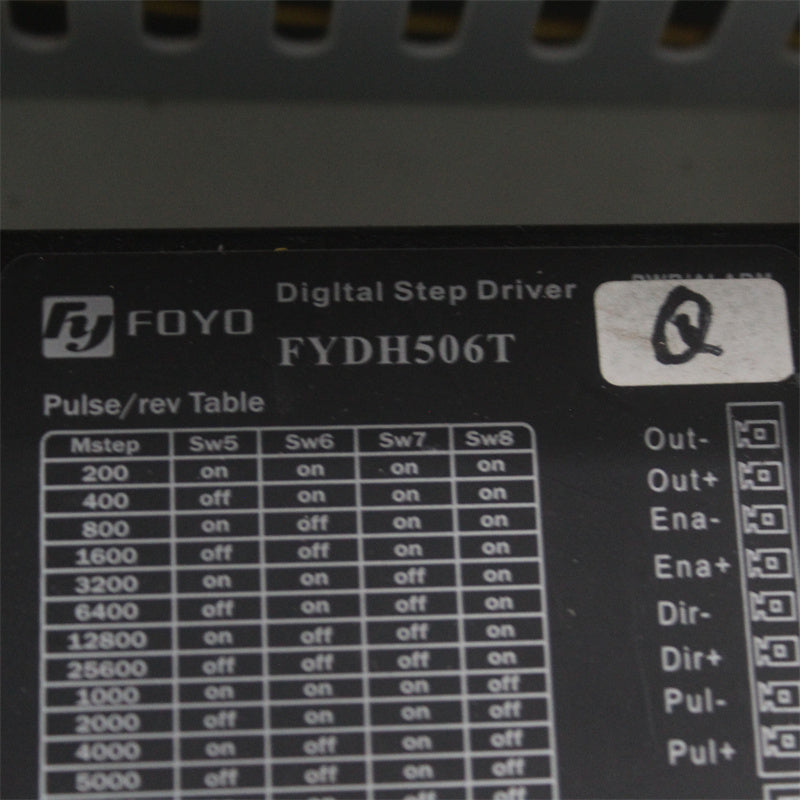 Digital Step Driver
Fy FOYO
FYDH506T
Q
Pulse/rev Table
Mstep Sw5 Sw6 Sw7 Sw8
200 on on on on
400 off on on on
800 on off on on
1600 off off on on
3200 on on off on
6400 off on off on
12800 on off off on
25600 off off off on
1000 on on on off
2000 off on on off
4000 on off on off
5000 off off on off
Out-
Out+
Ena-
Ena+
Dir-
Dir+
Pul-
Pul+